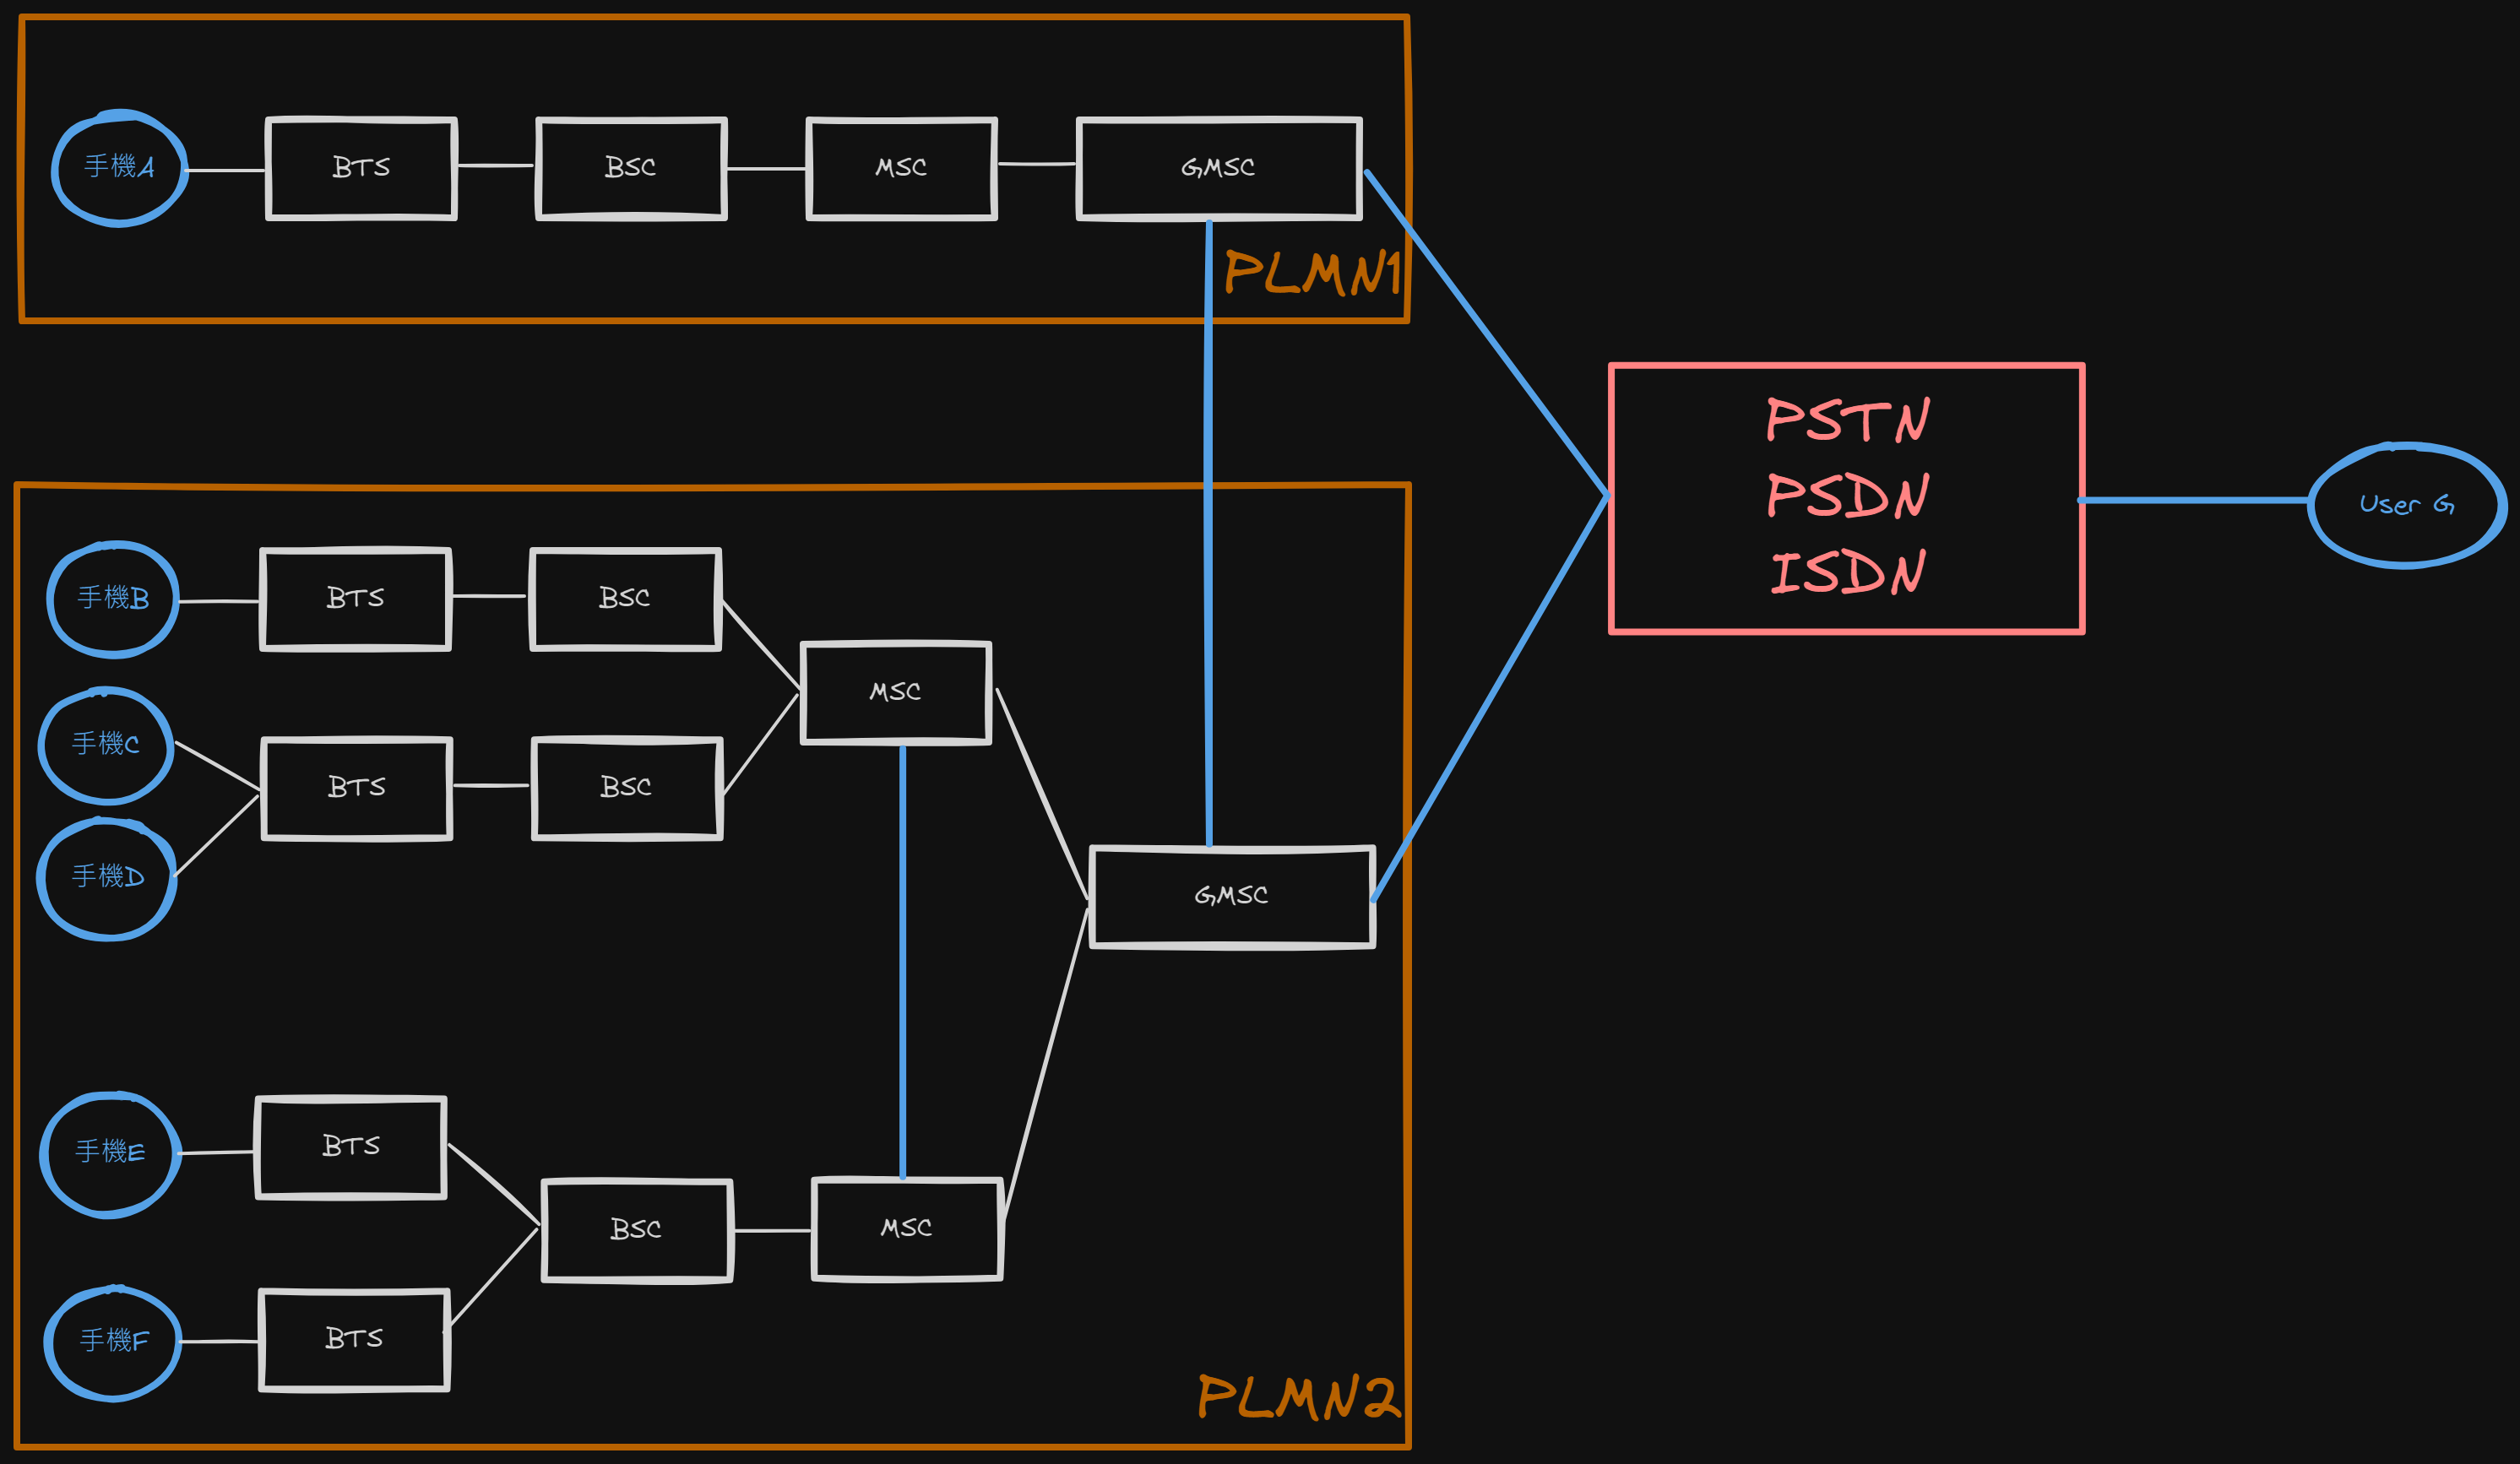 手機A
BTS
BSC
MSC
GMSC
PLMN1
PSTN
PSDN
ISDN
User G
手機B
BTS
BSC
MSC
手機C
BTS
BSC
手機D
GMSC
手機E
BTS
BSC
MSC
手機F
BTS
PLMN2